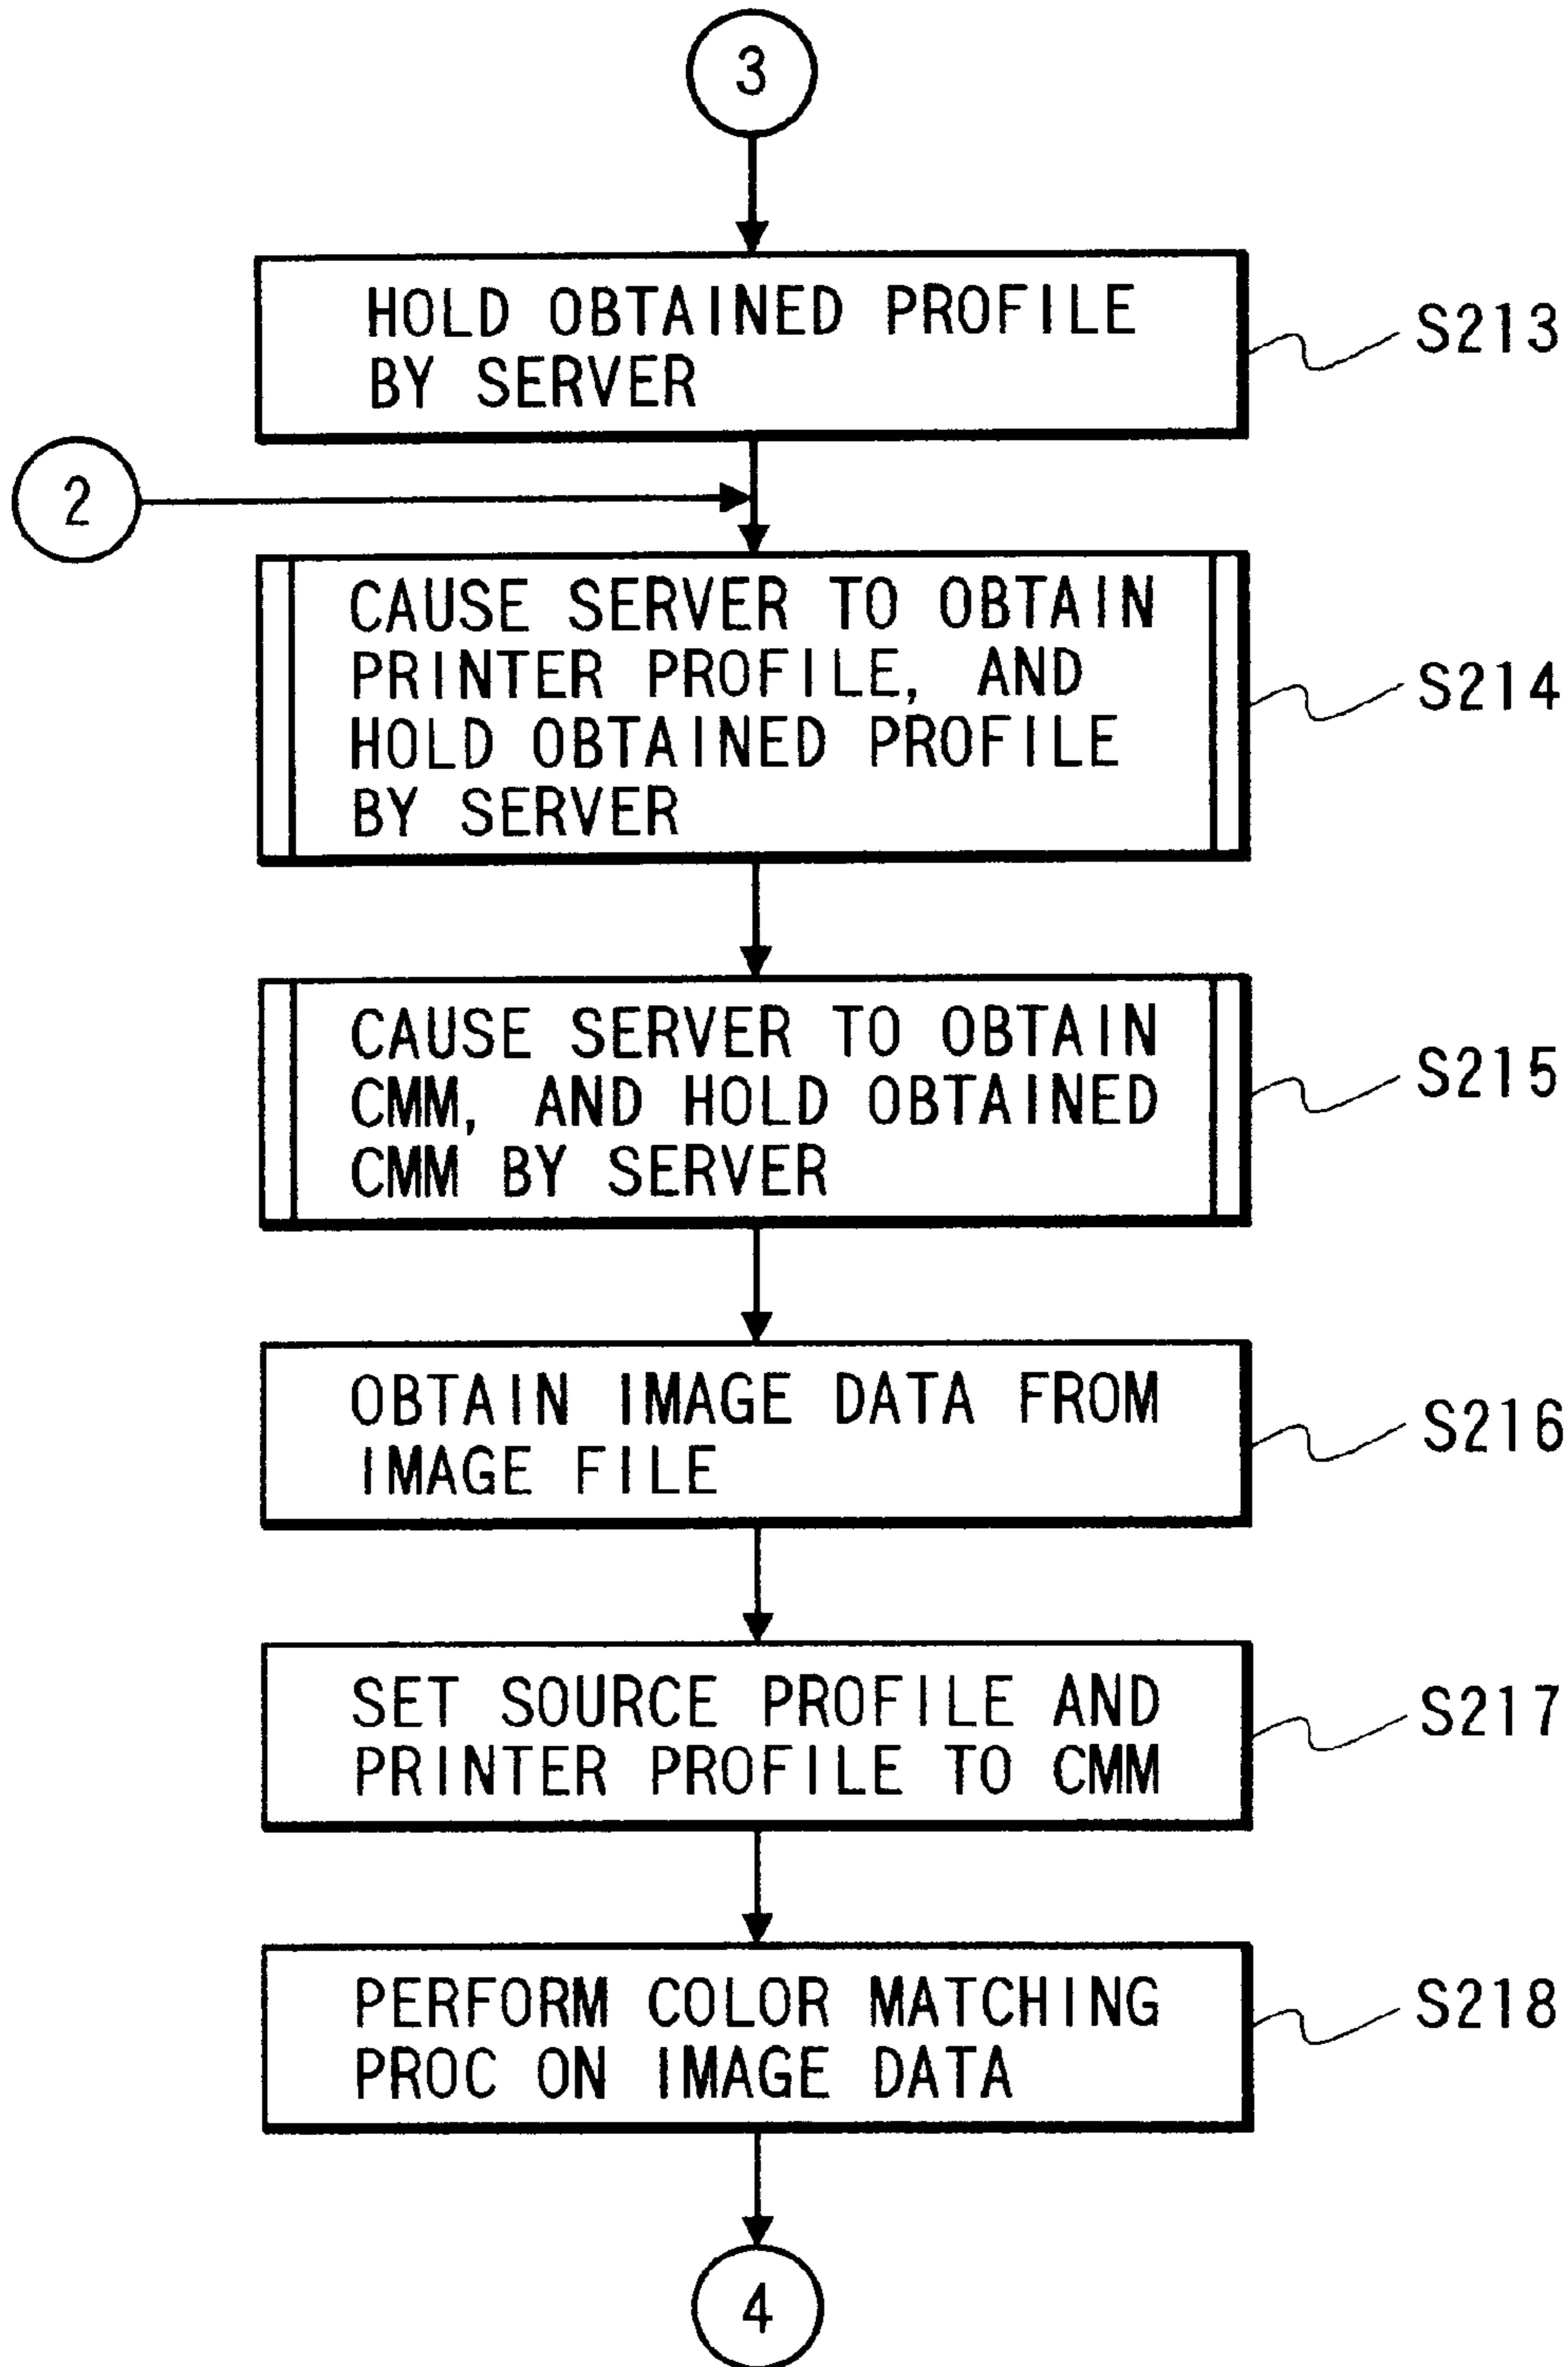 3
HOLD OBTAINED PROFILE
BY SERVER
S213
2
CAUSE SERVER TO OBTAIN
PRINTER PROFILE, AND
HOLD OBTAINED PROFILE
BY SERVER
S214
CAUSE SERVER TO OBTAIN
CMM, AND HOLD OBTAINED
CMM BY SERVER
S215
OBTAIN IMAGE DATA FROM
IMAGE FILE
S216
SET SOURCE PROFILE AND
PRINTER PROFILE TO CMM
S217
PERFORM COLOR MATCHING
PROC ON IMAGE DATA
S218
4